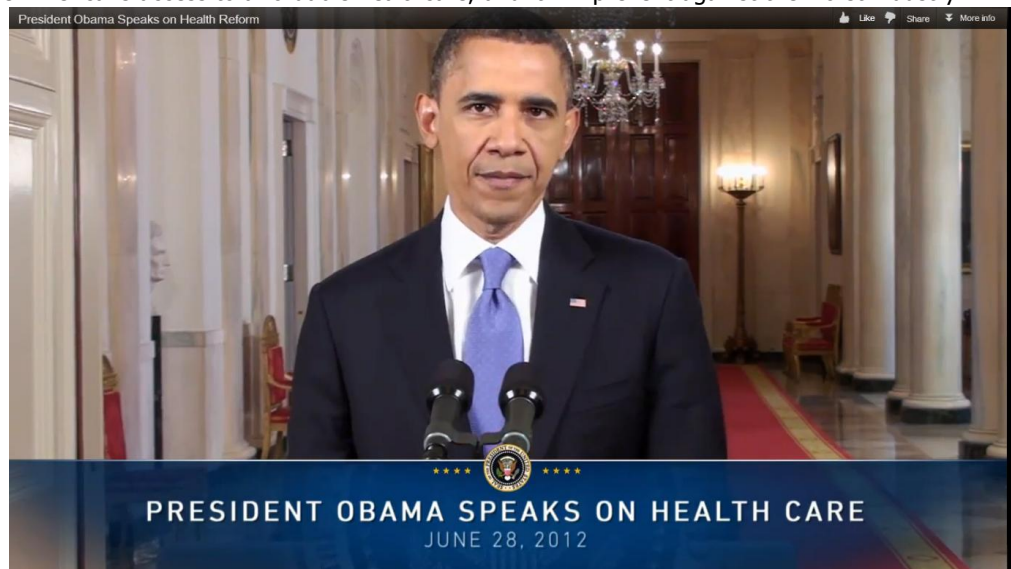 President Obama Speaks on Health Reform
Like Share More info
PRESIDENT OBAMA SPEAKS ON HEALTH CARE
JUNE 28, 2012